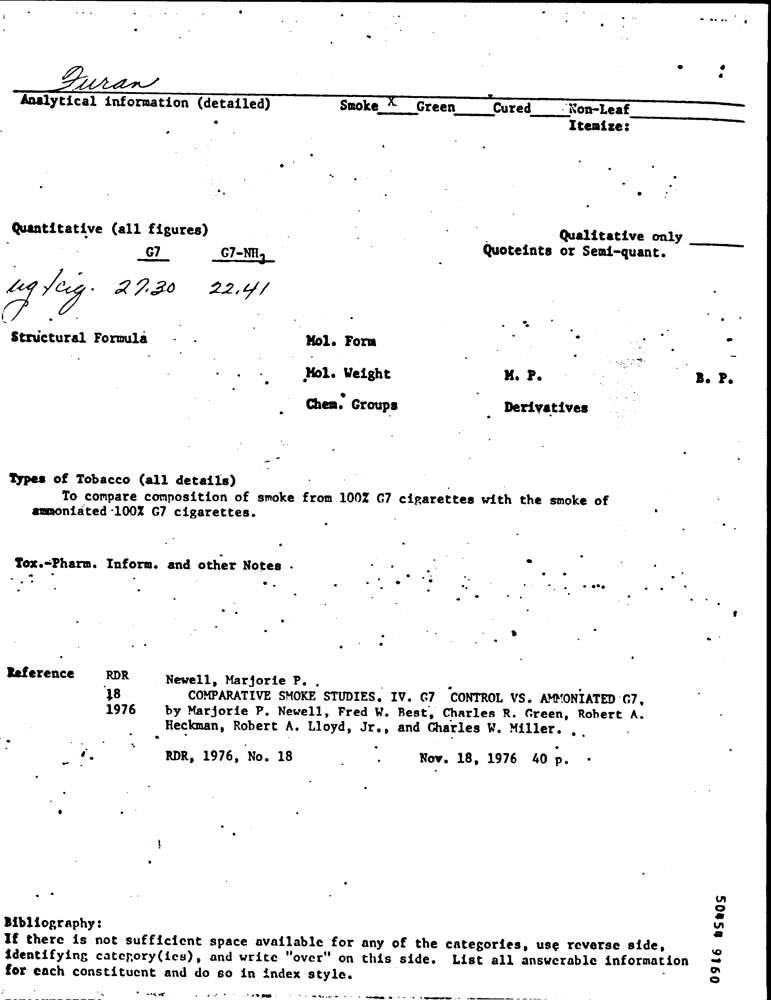 Furan
Analytical information (detailed) Smoke X Green Cured Non-Leaf
Itemize:
Quantitative (all figures) Qualitative only
G7 G7-NH3 Quoteints or Semi-quant.
ug/cig. 27.30 22.41
Structural Formula Mol. Form
Mol. Weight M. P. B. P.
Chem. Groups Derivatives
Types of Tobacco (all details)
To compare composition of smoke from 100% G7 cigarettes with the smoke of
ammoniated 100% G7 cigarettes.
Tox.-Pharm. Inform. and other Notes
Reference RDR Newell, Marjorie P.
18 COMPARATIVE SMOKE STUDIES. IV. G7 CONTROL VS. AMMONIATED G7,
1976 by Marjorie P. Newell, Fred W. Best, Charles R. Green, Robert A.
Heckman, Robert A. Lloyd, Jr., and Charles W. Miller.
RDR, 1976, No. 18 Nov. 18, 1976 40 p.
Bibliography:
If there is not sufficient space available for any of the categories, use reverse side,
identifying category(ies), and write "over" on this side. List all answerable information
for each constituent and do so in index style.